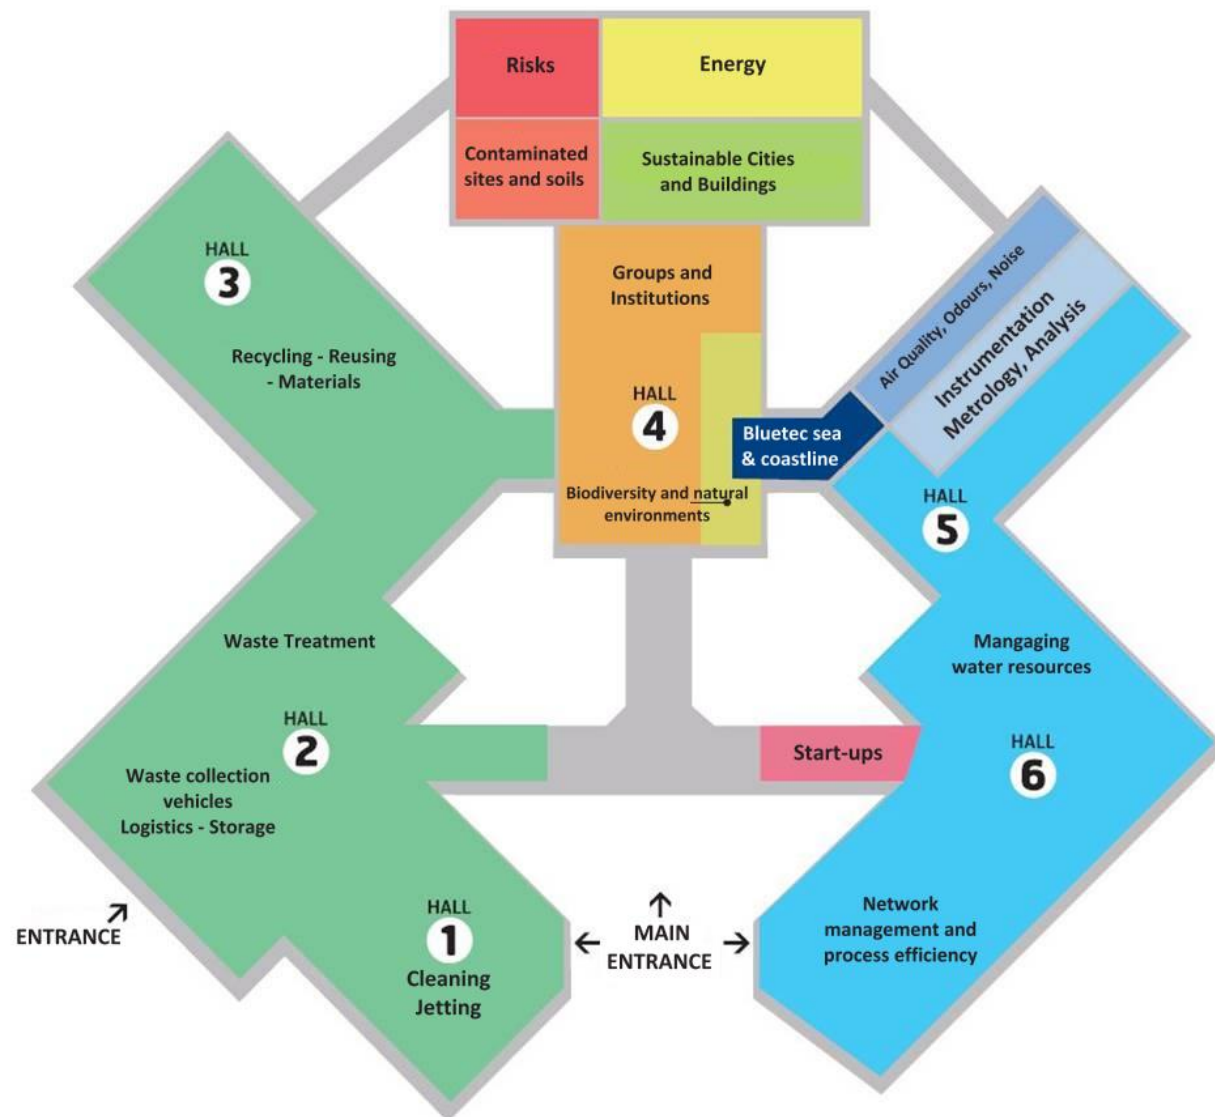 Risks
Energy
Contaminated
sites and soils
Sustainable Cities
and Buildings
HALL
3
Recycling - Reusing
- Materials
Groups and
Institutions
HALL
4
Biodiversity and natural
environments
Bluetec sea
& coastline
Air Quality, Odours, Noise
Instrumentation
Metrology, Analysis
HALL
5
Waste Treatment
HALL
2
Waste collection
vehicles
Logistics - Storage
Start-ups
Mangaging
water resources
HALL
6
ENTRANCE
HALL
1
Cleaning
Jetting
MAIN
ENTRANCE
Network
management and
process efficiency